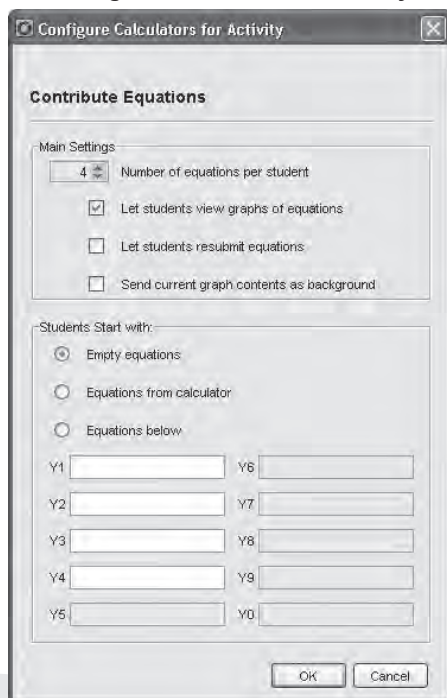 Configure Calculators for Activity
Contribute Equations
Main Settings
4 Number of equations per student
Let students view graphs of equations
Let students resubmit equations
Send current graph contents as background
Students Start with:
Empty equations
Equations from calculator
Equations below
Y1 Y6
Y2 Y7
Y3 Y8
Y4 Y9
Y5 Y0
OK Cancel